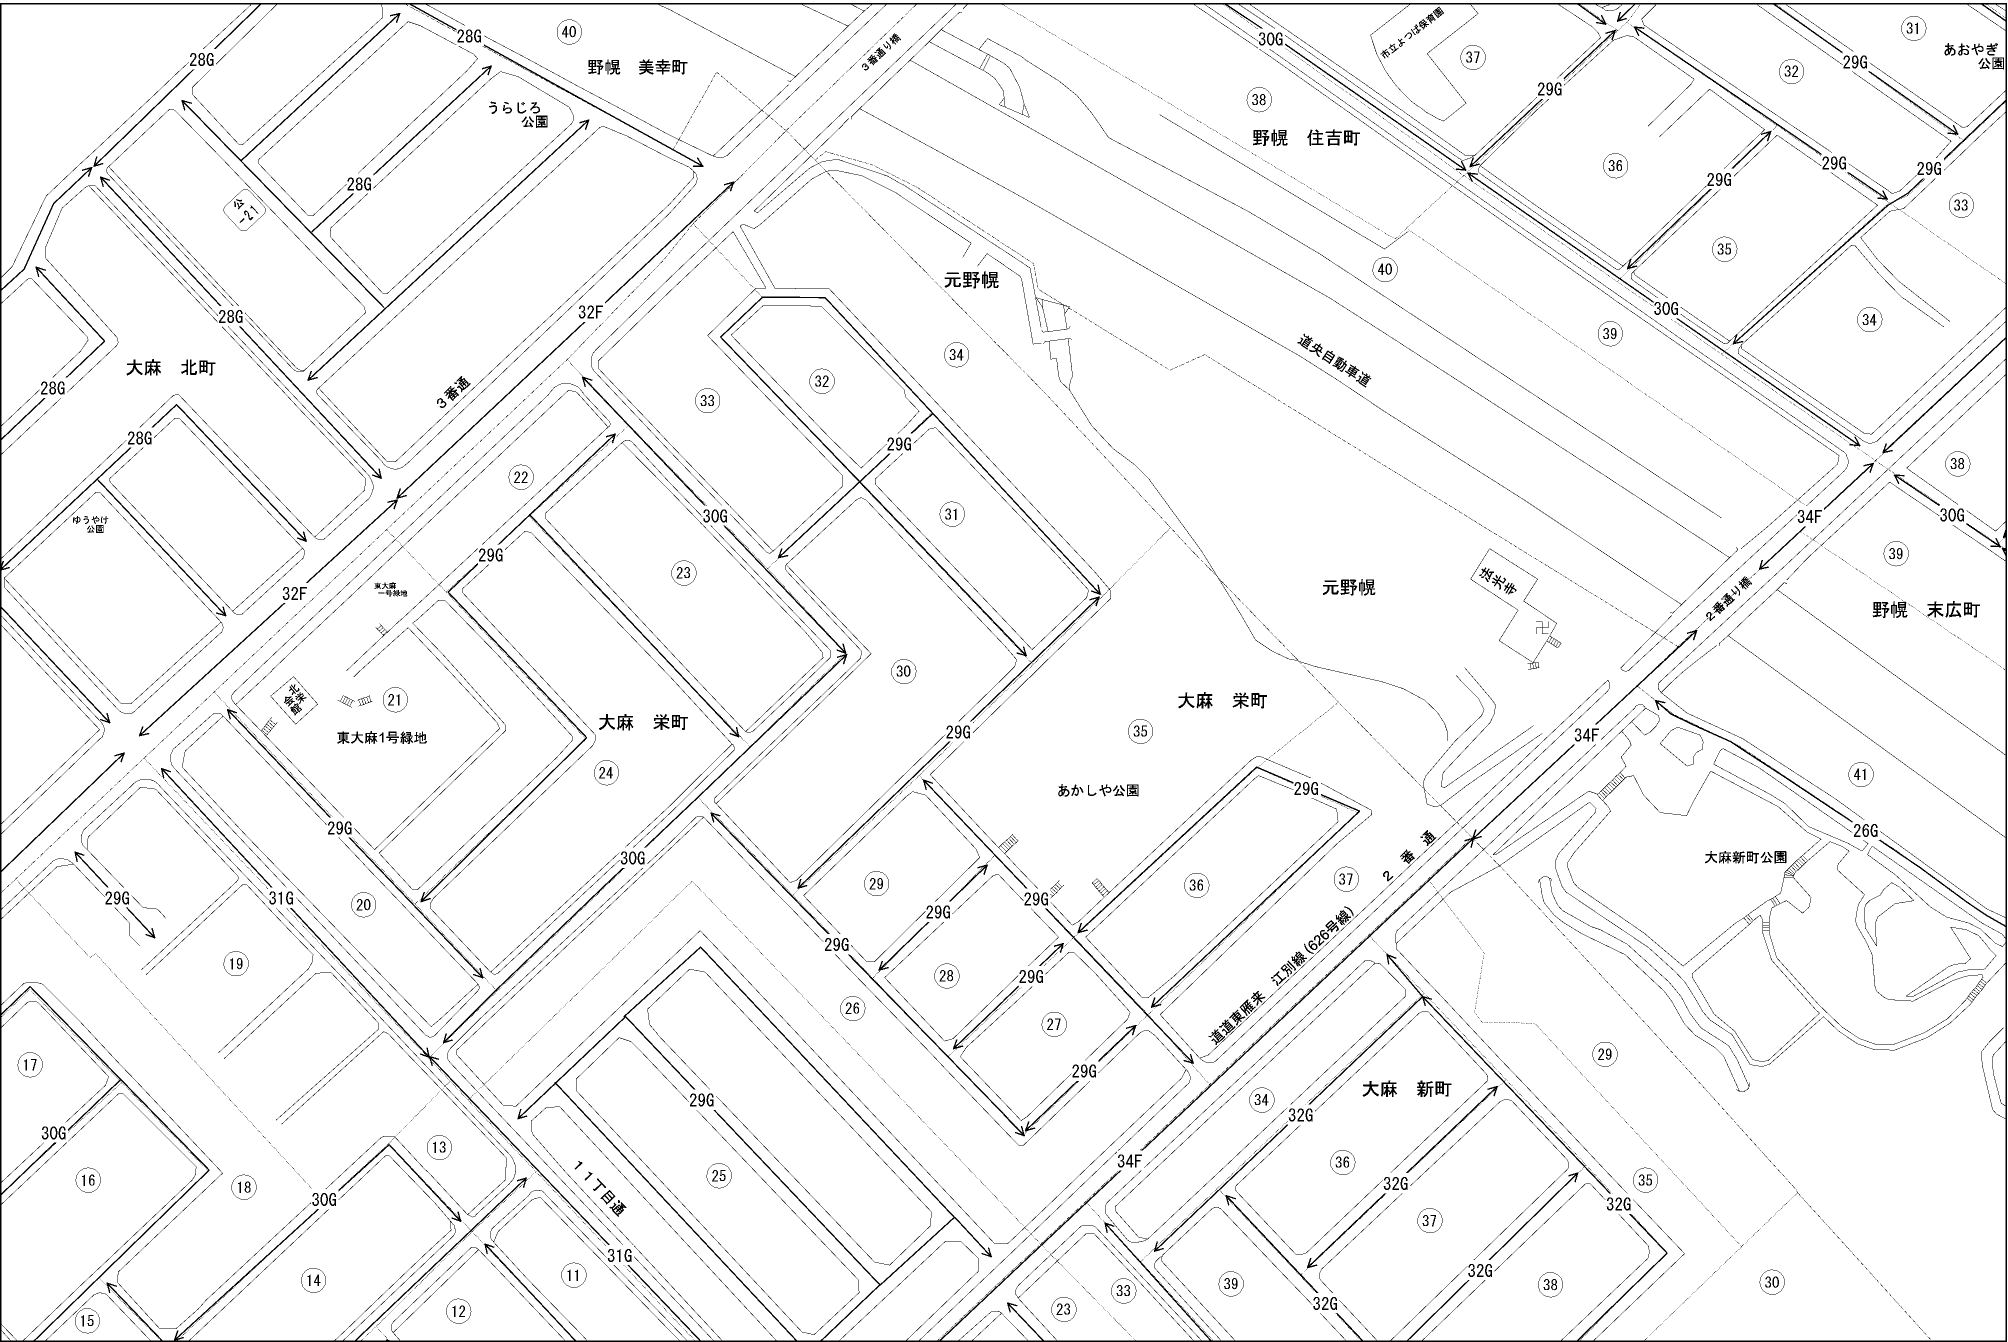 28G
28G
40
野幌 美幸町
3番通り橋
30G
市立よつば保育園
37
29G
32
29G
31
あおやぎ
公園
うらじろ
公園
38
野幌 住吉町
36
29G
29G
29G
33
28G
公
-21
35
40
元野幌
28G
32F
30G
39
34
34
道央自動車道
大麻 北町
28G
3番通
33
32
28G
22
29G
30G
31
38
34F
30G
ゆうやけ
公園
29G
23
39
東大麻
一号緑地
32F
元野幌
法光寺
卍
2番通り橋
野幌 末広町
北栄
会館
21
東大麻1号緑地
大麻 栄町
30
大麻 栄町
29G
35
34F
24
あかしや公園
29G
41
29G
30G
26G
2番通
大麻新町公園
29G
31G
20
29
36
37
29G
29G
29G
道道東雁来 江別線(626号線)
19
28
29G
26
27
17
29
29G
29G
34
大麻 新町
32G
30G
16
13
25
34F
36
18
30G
11丁目通
32G
35
32G
37
31G
14
11
32G
39
38
30
33
15
12
23
32G